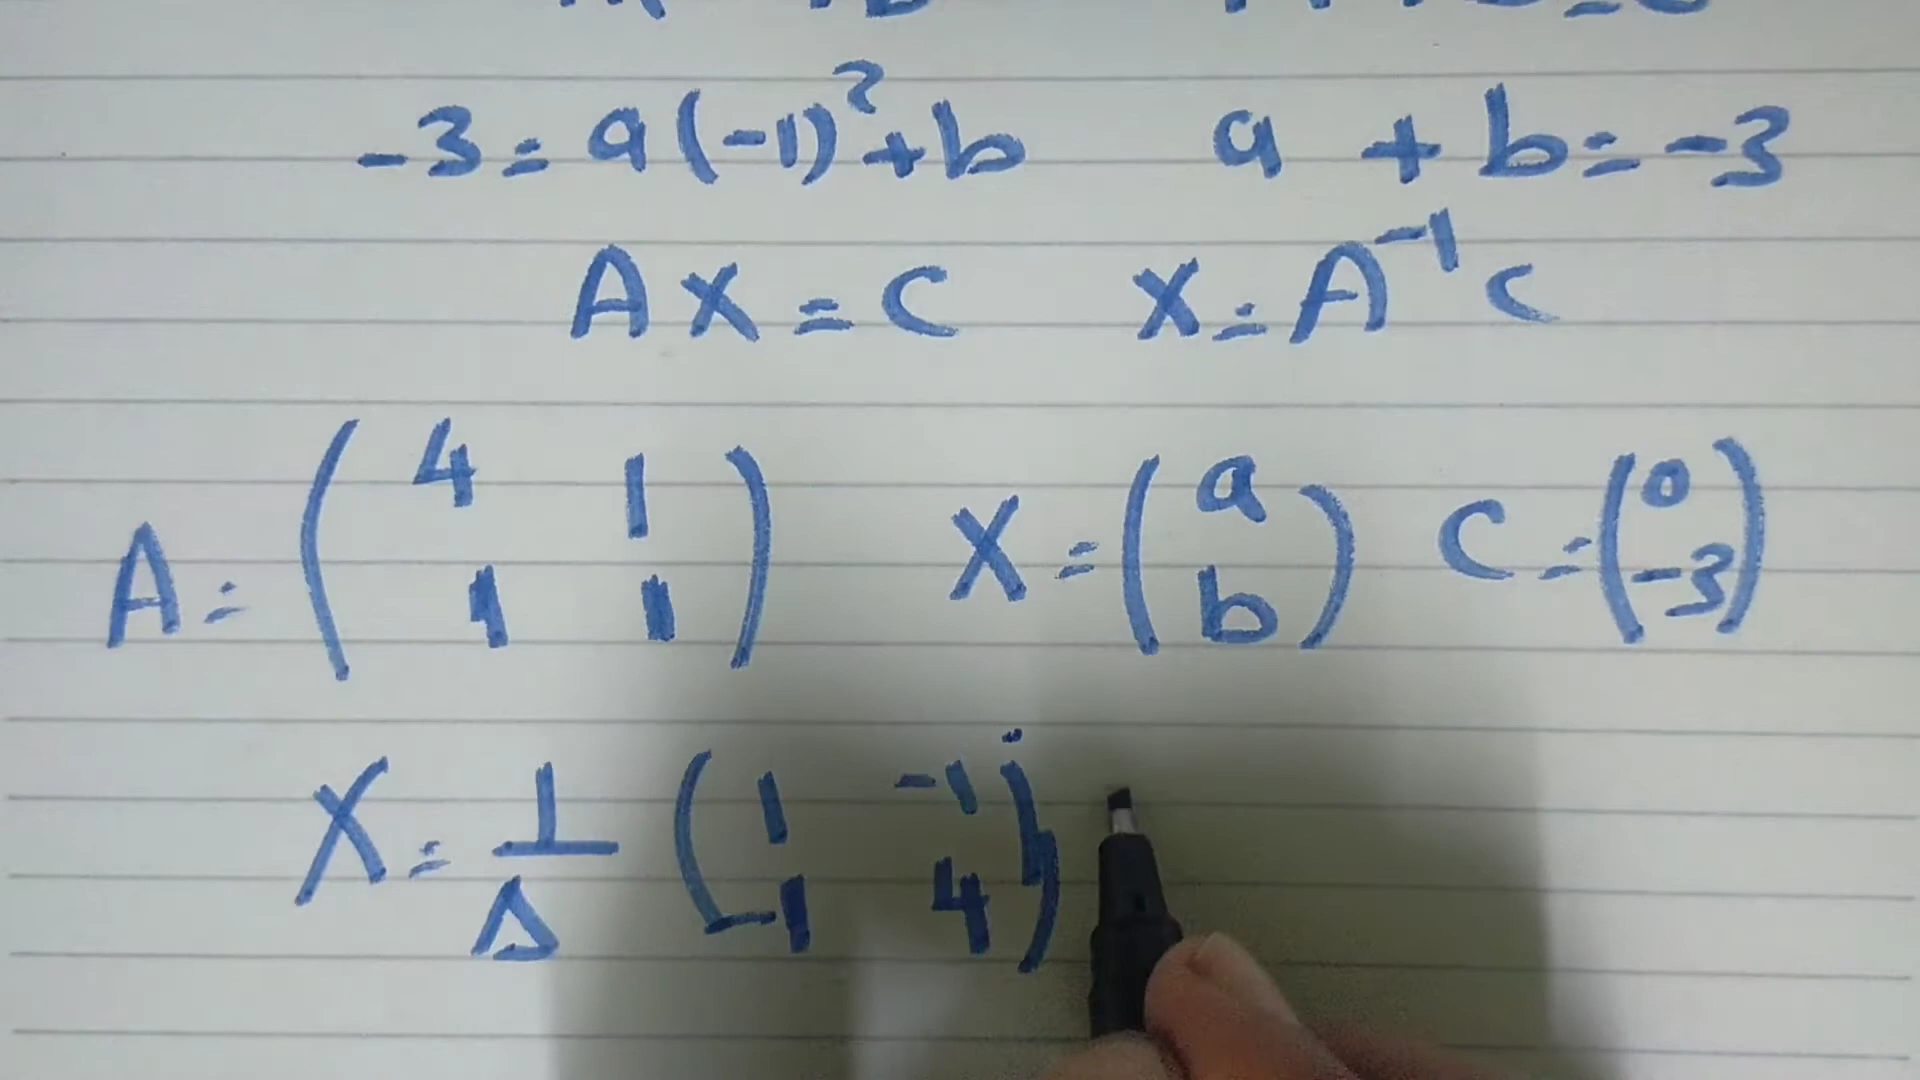 -3 = a(-1)² + b a + b = -3
AX = C X = A⁻¹C
A = (4 1 1 1) X = (a b) C = (0 -3)
X = 1/Δ (1 -1 -1 4)